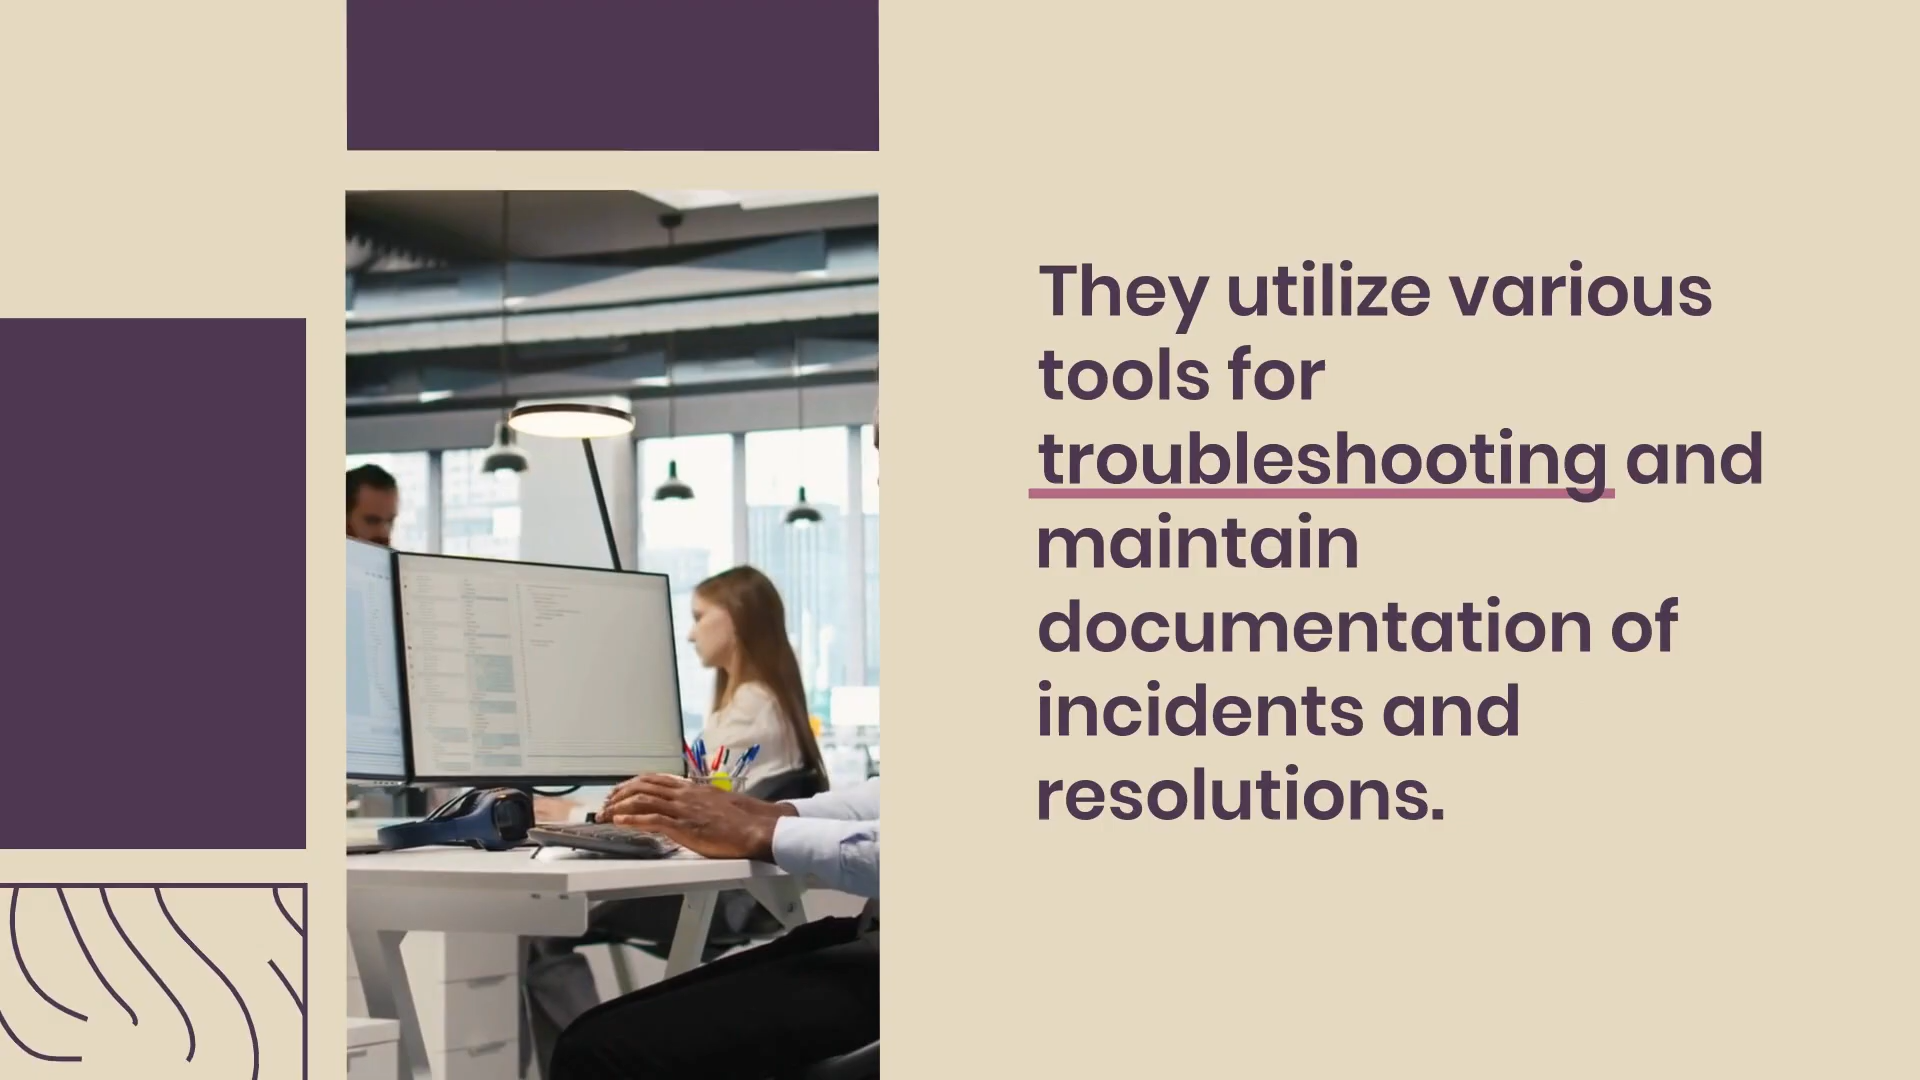 They utilize various
tools for
troubleshooting and
maintain
documentation of
incidents and
resolutions.